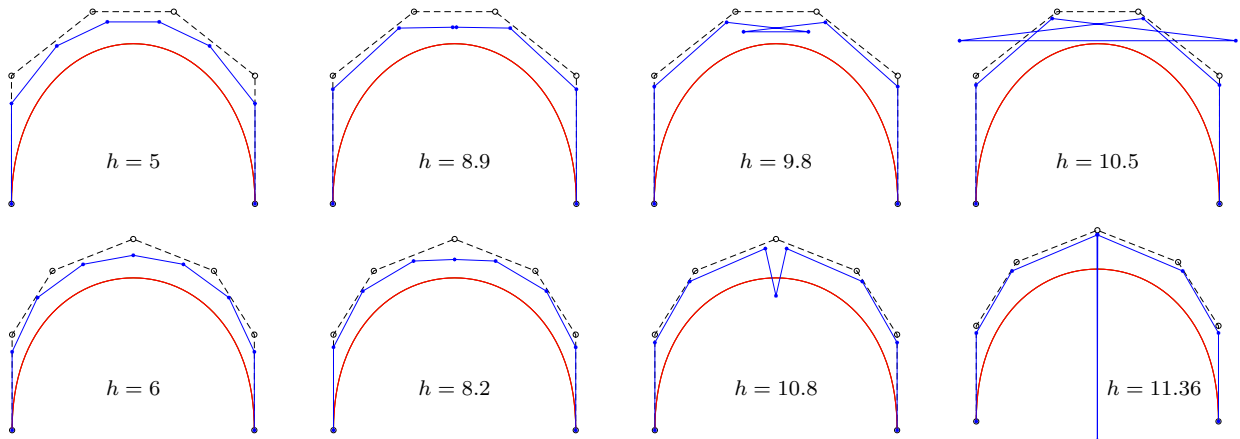 h = 5
h = 8.9
h = 9.8
h = 10.5
h = 6
h = 8.2
h = 10.8
h = 11.36